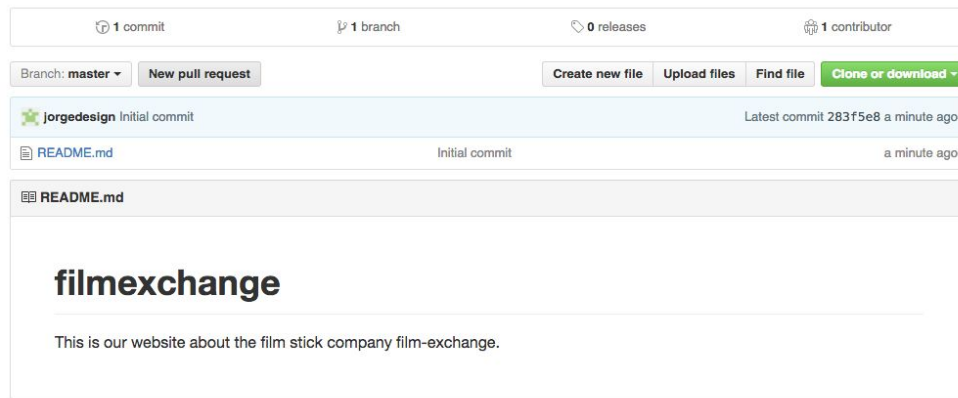 1 commit 1 branch 0 releases 1 contributor
Branch: master New pull request Create new file Upload files Find file Clone or download
jorgedesign Initial commit Latest commit 283f5e8 a minute ago
README.md Initial commit a minute ago
README.md
filmexchange
This is our website about the film stick company film-exchange.